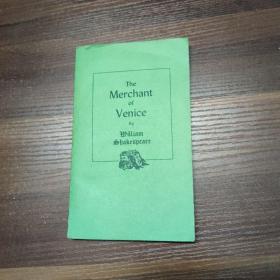 The
Merchant
of
Venice
By
William
Shakespeare